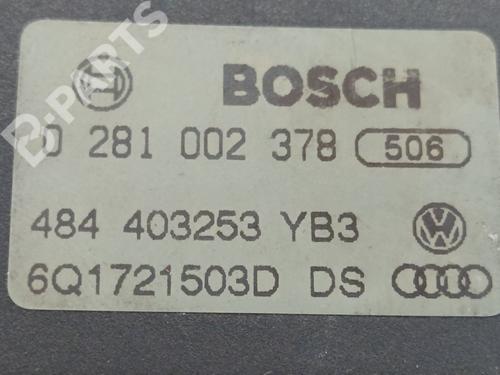 B-PARTS
BOSCH
0 281 002 378 506
484 403253 YB3
6Q1721503D DS